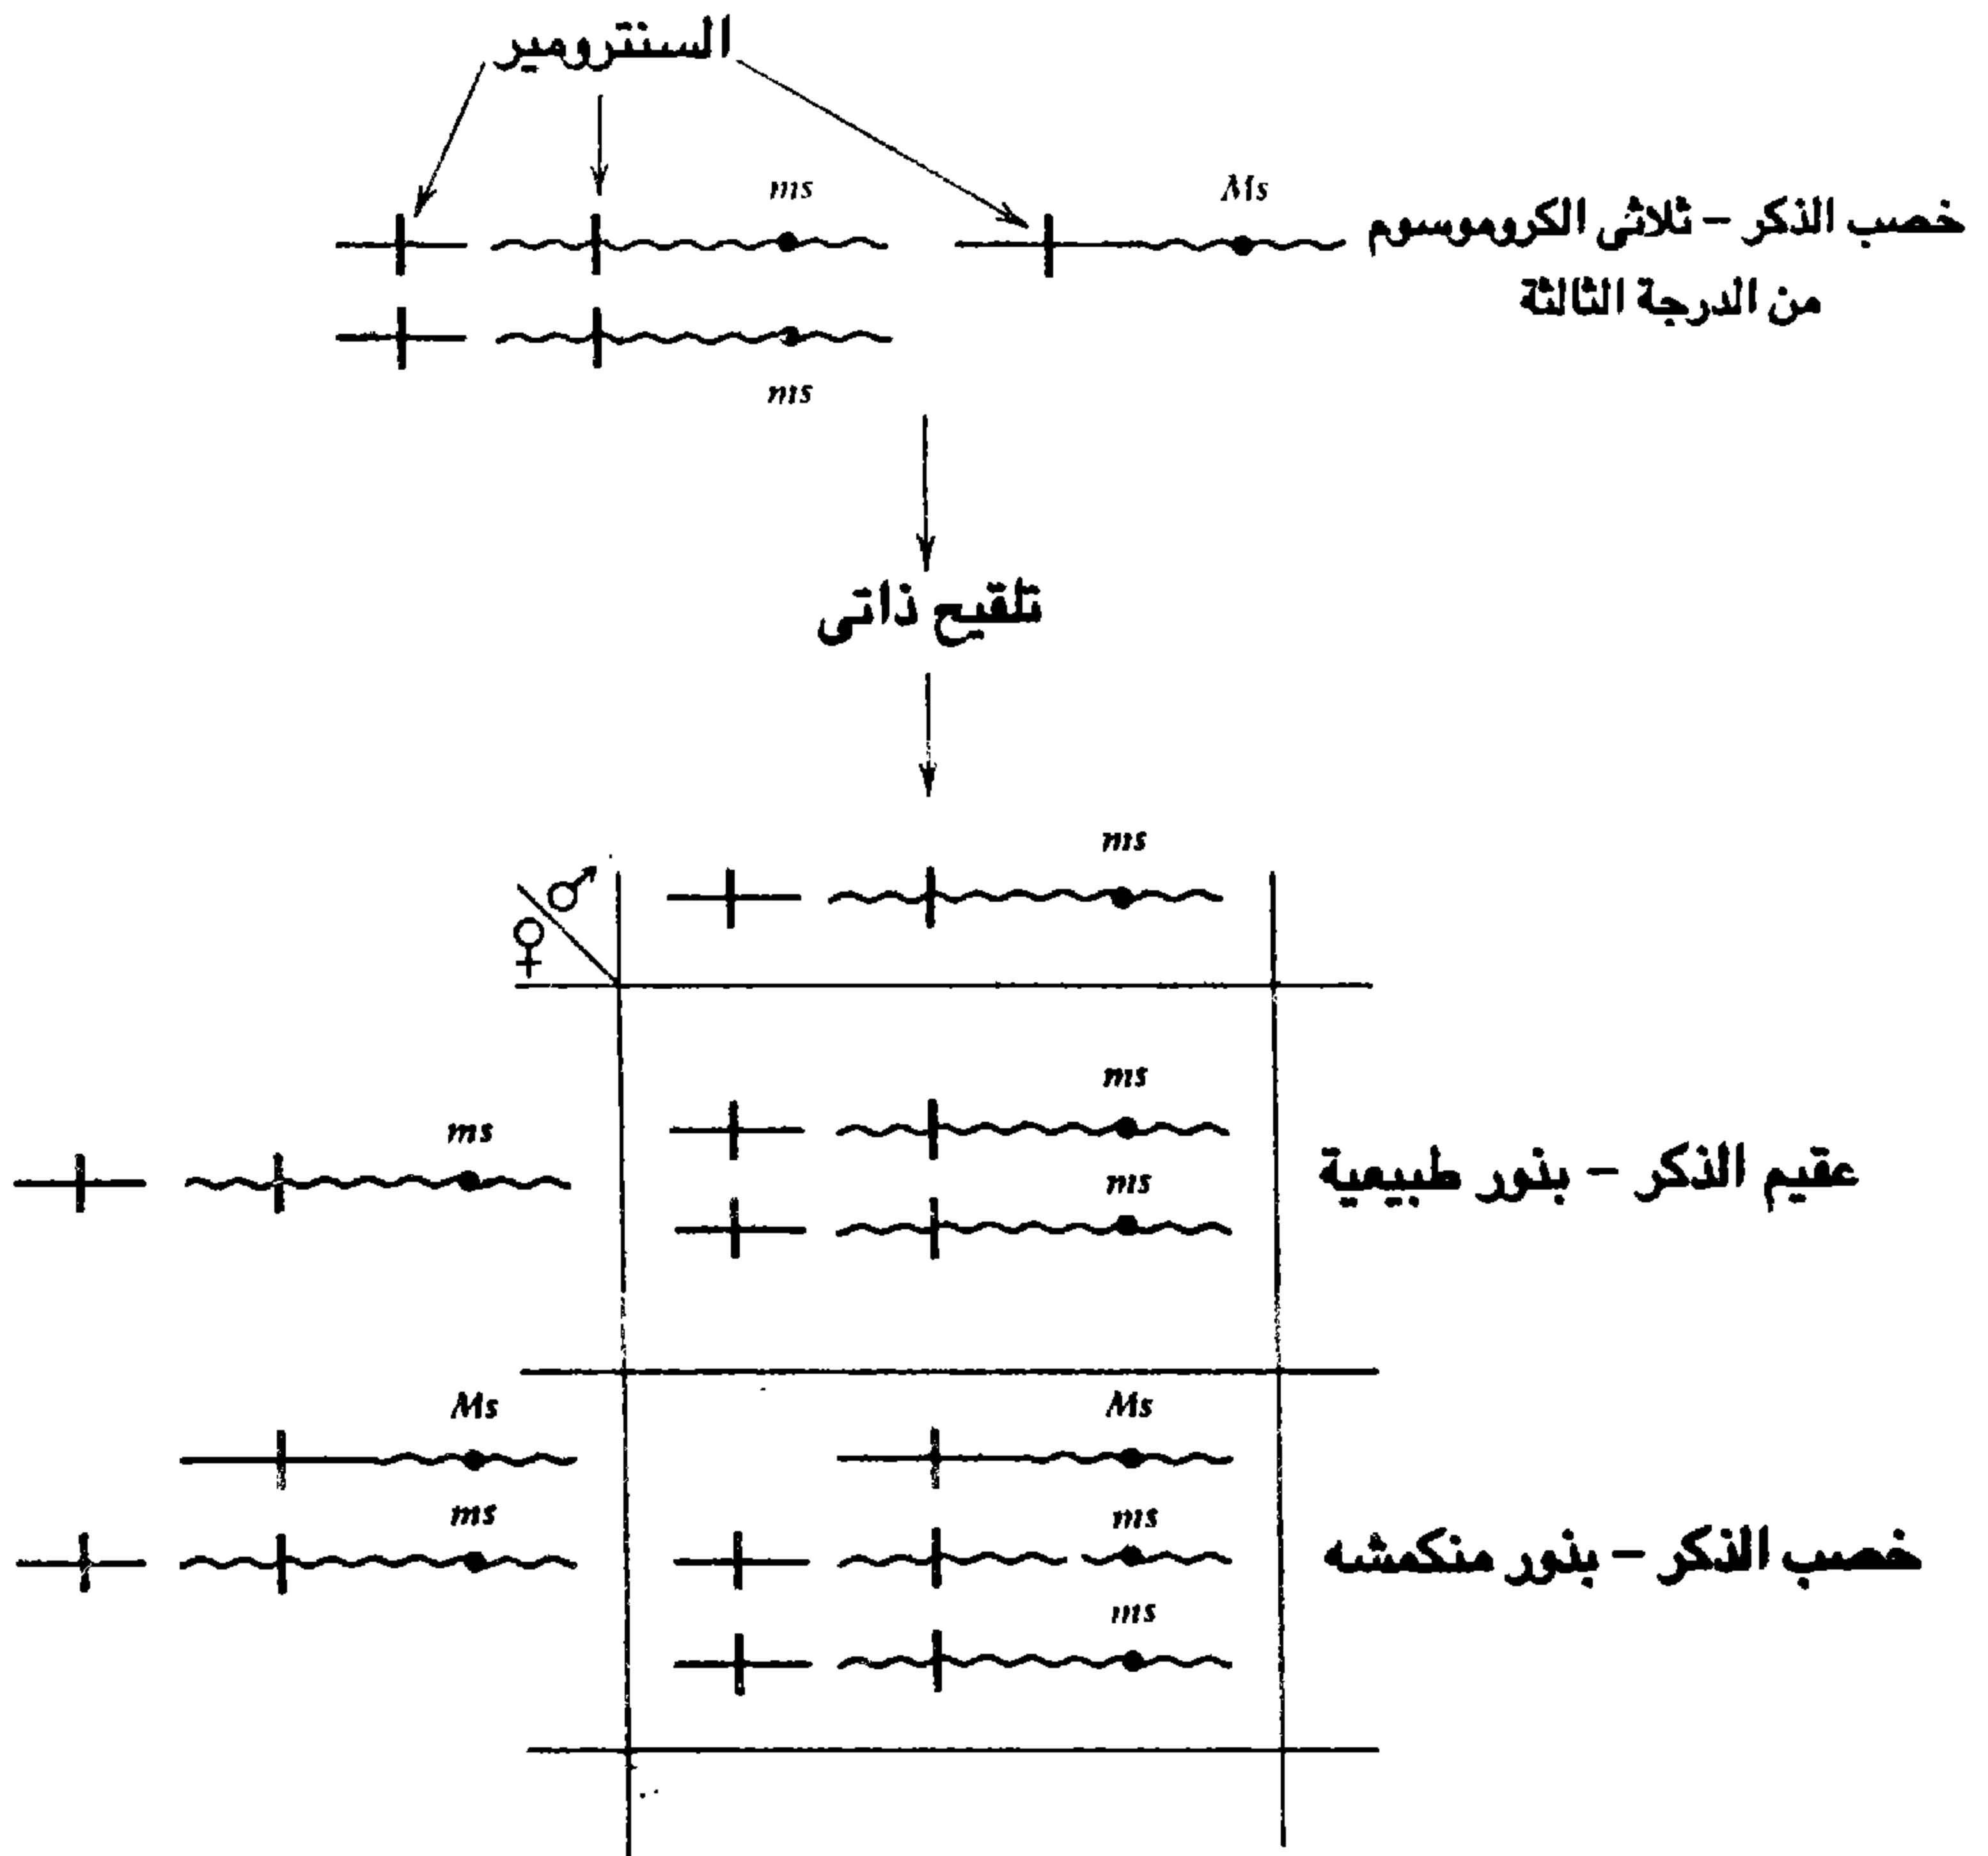 السنترومير
ms
Ms
خصب الذكر - ثلاثى الكروموسوم
من الدرجة الثالثة
ms
تلقيح ذاتى
ms
♂
♀
ms
ms
ms
عقيم الذكر - بنور طبيعية
Ms
Ms
ms
ms
خصب الذكر - بنور منكمشه
ms